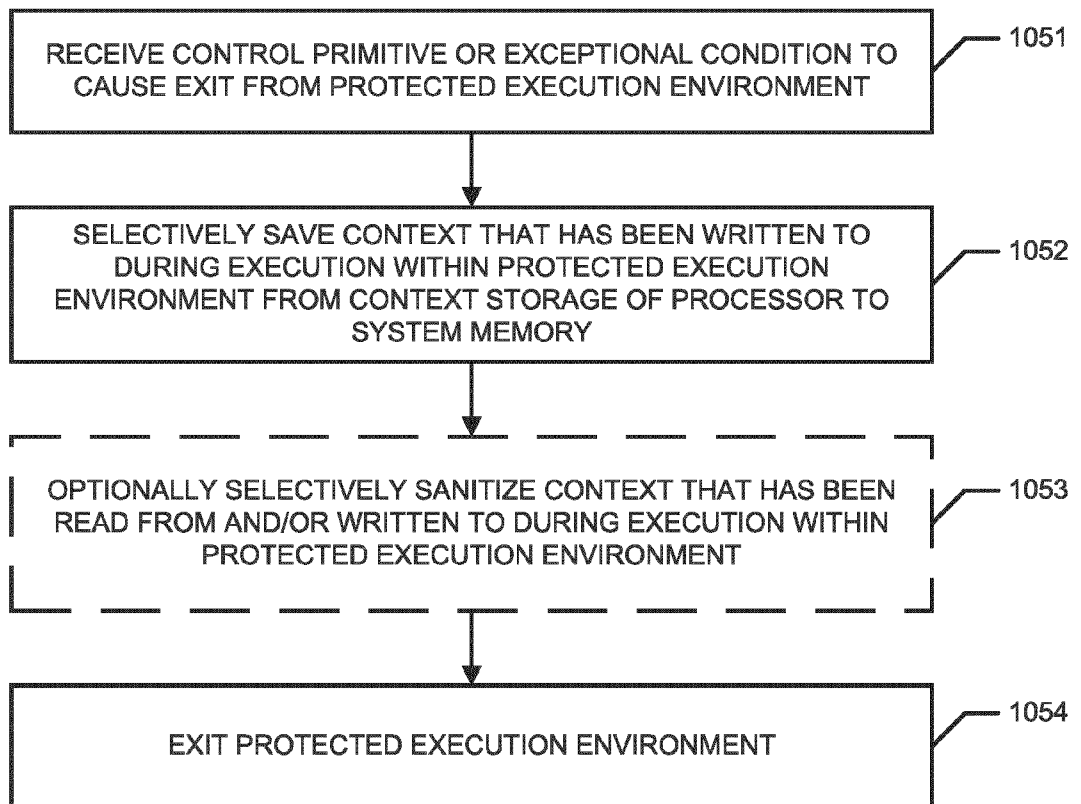 RECEIVE CONTROL PRIMITIVE OR EXCEPTIONAL CONDITION TO
CAUSE EXIT FROM PROTECTED EXECUTION ENVIRONMENT
1051
SELECTIVELY SAVE CONTEXT THAT HAS BEEN WRITTEN TO
DURING EXECUTION WITHIN PROTECTED EXECUTION
ENVIRONMENT FROM CONTEXT STORAGE OF PROCESSOR TO
SYSTEM MEMORY
1052
OPTIONALLY SELECTIVELY SANITIZE CONTEXT THAT HAS BEEN
READ FROM AND/OR WRITTEN TO DURING EXECUTION WITHIN
PROTECTED EXECUTION ENVIRONMENT
1053
EXIT PROTECTED EXECUTION ENVIRONMENT
1054